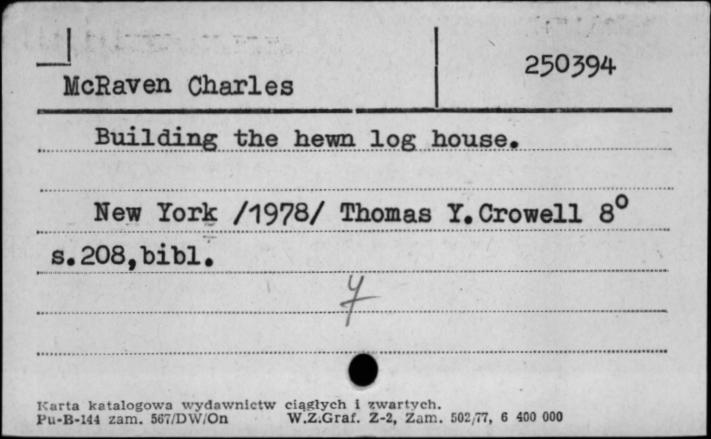 McRaven Charles
250394
Building the hewn log house.
New York /1978/ Thomas Y.Crowell 8º
s.208,bibl.
Karta katalogowa wydawnictw ciągłych i zwartych.
Pu-B-144 zam. 567/DW/On W.Z.Graf. Z-2, Zam. 502/77, 6 400 000